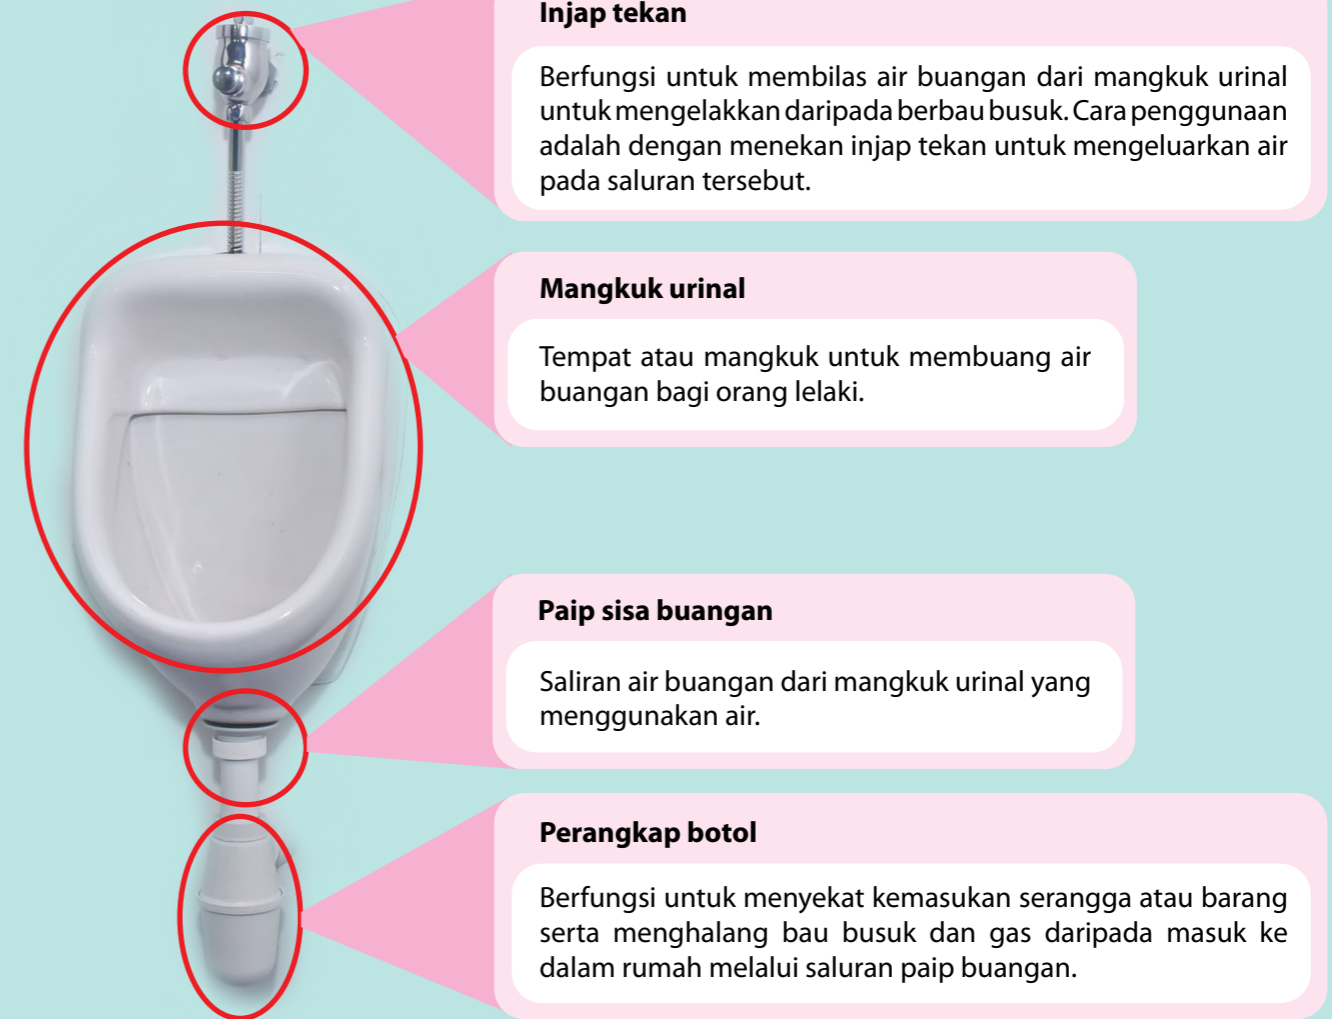 Injap tekan
Berfungsi untuk membilas air buangan dari mangkuk urinal
untuk mengelakkan daripada berbau busuk. Cara penggunaan
adalah dengan menekan injap tekan untuk mengeluarkan air
pada saluran tersebut.
Mangkuk urinal
Tempat atau mangkuk untuk membuang air
buangan bagi orang lelaki.
Paip sisa buangan
Saliran air buangan dari mangkuk urinal yang
menggunakan air.
Perangkap botol
Berfungsi untuk menyekat kemasukan serangga atau barang
serta menghalang bau busuk dan gas daripada masuk ke
dalam rumah melalui saluran paip buangan.